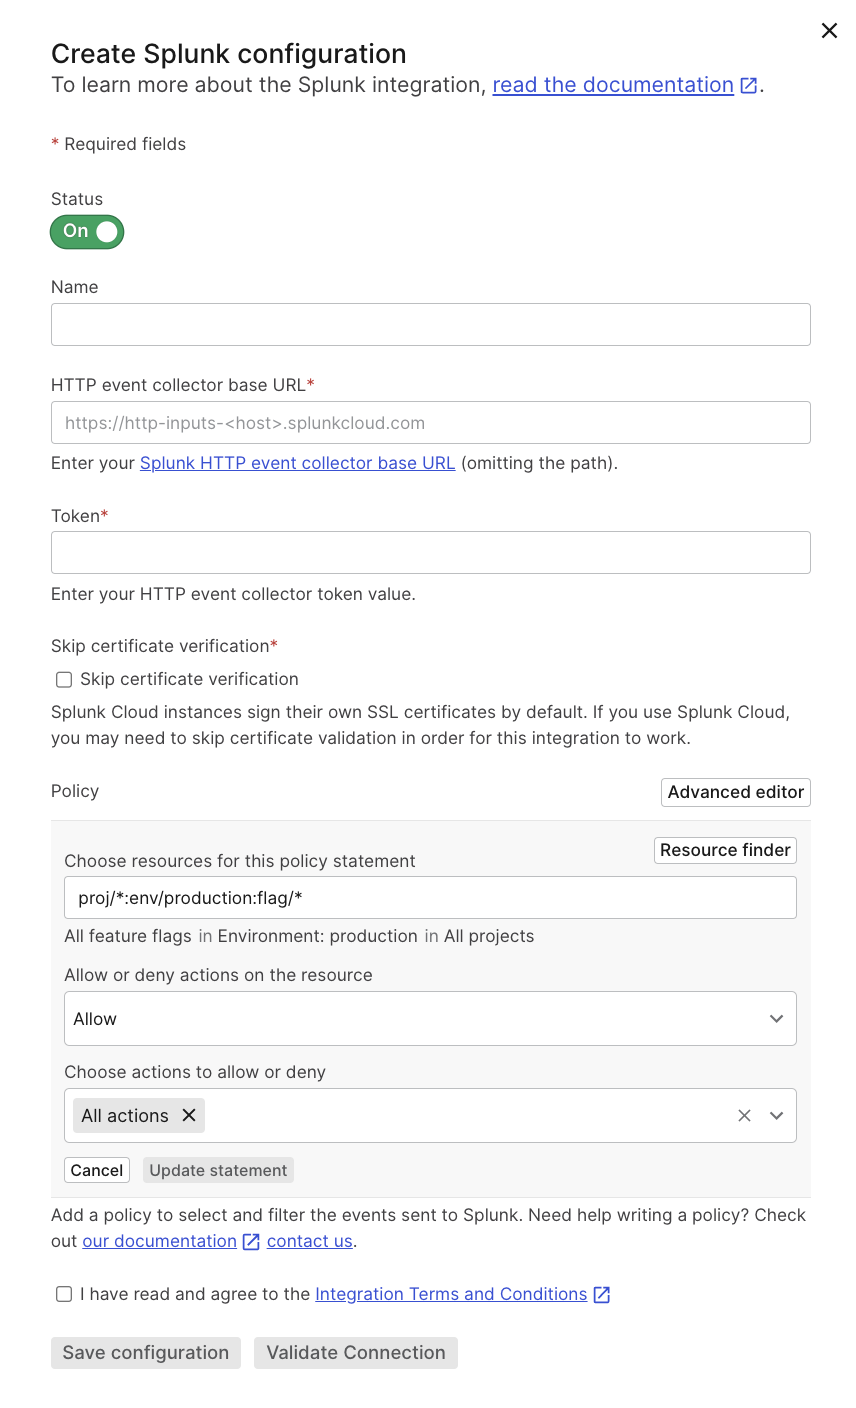 Create Splunk configuration
To learn more about the Splunk integration, read the documentation.
* Required fields
Status
On
Name
HTTP event collector base URL*
https://http-inputs-<host>.splunkcloud.com
Enter your Splunk HTTP event collector base URL (omitting the path).
Token*
Enter your HTTP event collector token value.
Skip certificate verification*
Skip certificate verification
Splunk Cloud instances sign their own SSL certificates by default. If you use Splunk Cloud,
you may need to skip certificate validation in order for this integration to work.
Policy
Advanced editor
Resource finder
Choose resources for this policy statement
proj/*:env/production:flag/*
All feature flags in Environment: production in All projects
Allow or deny actions on the resource
Allow
Choose actions to allow or deny
All actions
Cancel
Update statement
Add a policy to select and filter the events sent to Splunk. Need help writing a policy? Check
out our documentation contact us.
I have read and agree to the Integration Terms and Conditions
Save configuration
Validate Connection